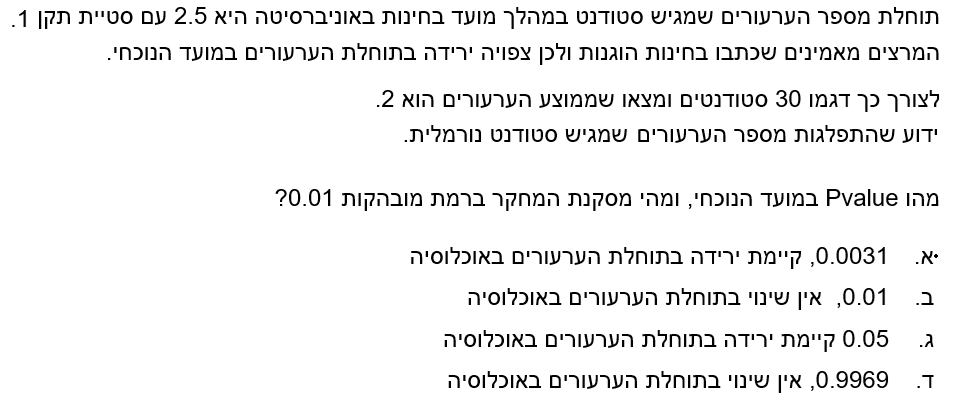 תוחלת מספר הערעורים שמגיש סטודנט במהלך מועד בחינות באוניברסיטה היא 2.5 עם סטיית תקן 1.
המרצים מאמינים שכתבו בחינות הוגנות ולכן צפויה ירידה בתוחלת הערעורים במועד הנוכחי.
לצורך כך דגמו 30 סטודנטים ומצאו שממוצע הערעורים הוא 2.
ידוע שהתפלגות מספר הערעורים שמגיש סטודנט נורמלית.
מהו Pvalue במועד הנוכחי, ומהי מסקנת המחקר ברמת מובהקות 0.01?
א. 0.0031, קיימת ירידה בתוחלת הערעורים באוכלוסיה
ב. 0.01, אין שינוי בתוחלת הערעורים באוכלוסיה
ג. 0.05 קיימת ירידה בתוחלת הערעורים באוכלוסיה
ד. 0.9969, אין שינוי בתוחלת הערעורים באוכלוסיה